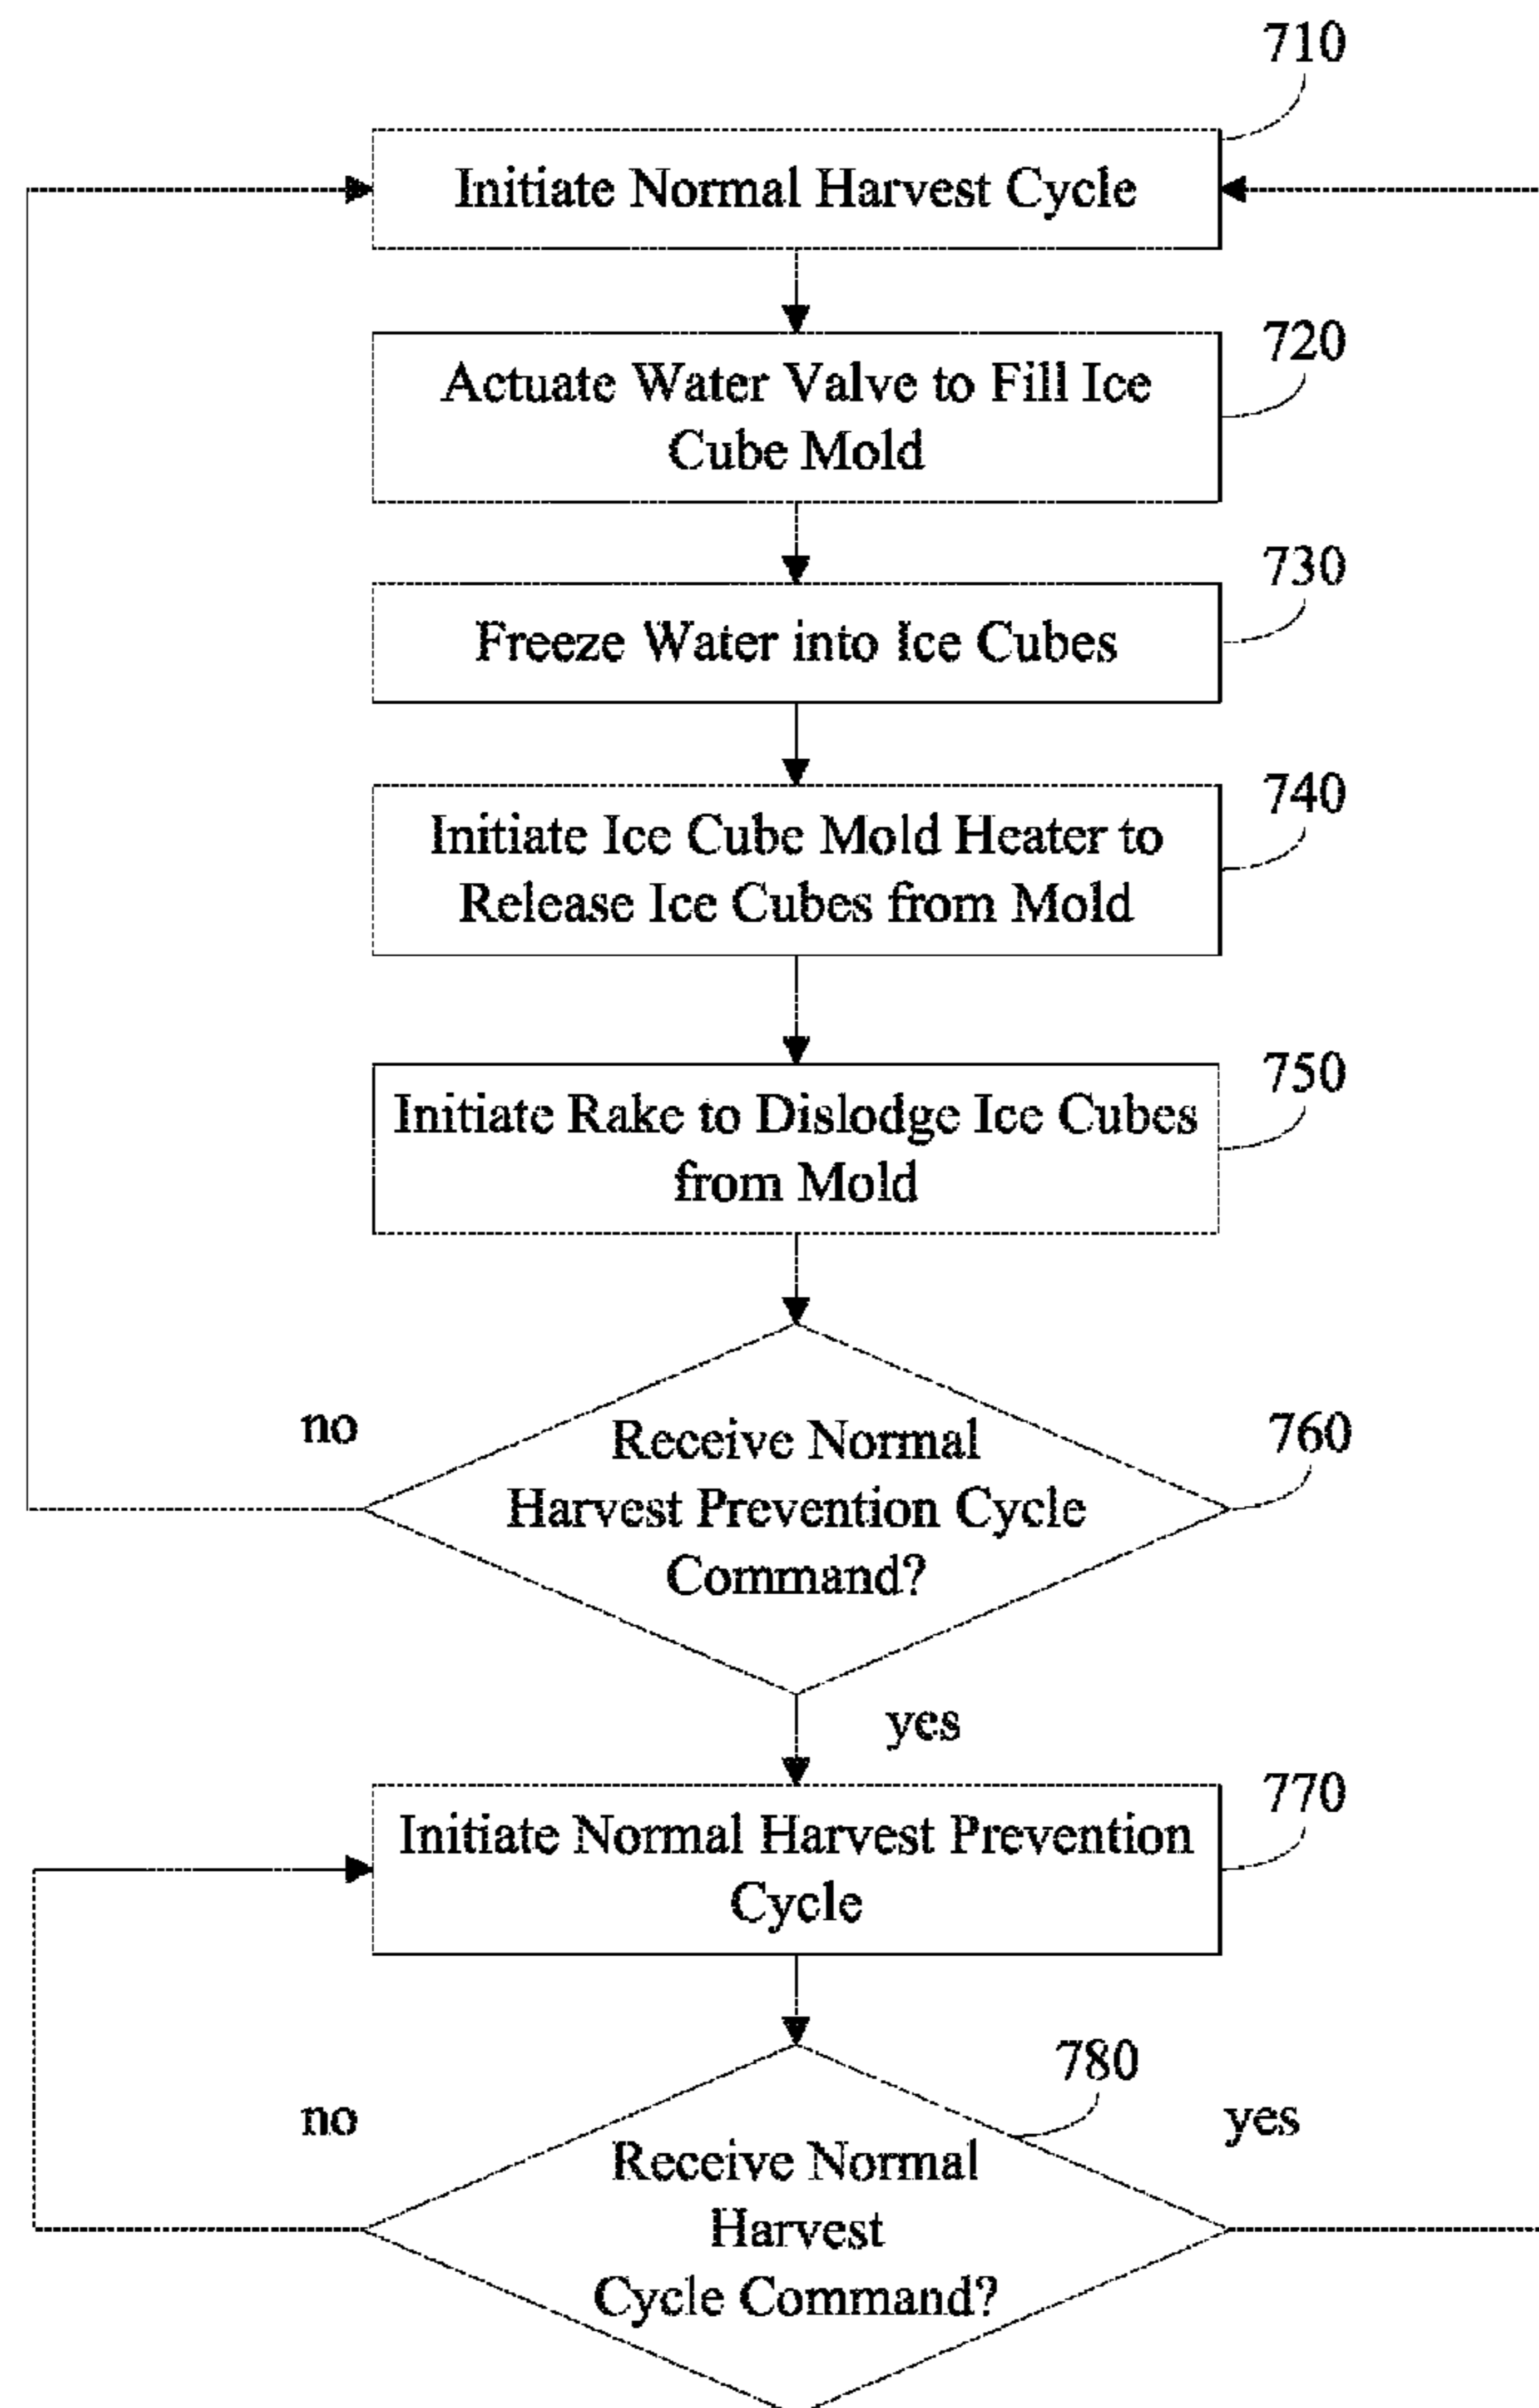 710
Initiate Normal Harvest Cycle
720
Actuate Water Valve to Fill Ice
Cube Mold
730
Freeze Water into Ice Cubes
740
Initiate Ice Cube Mold Heater to
Release Ice Cubes from Mold
750
Initiate Rake to Dislodge Ice Cubes
from Mold
no
760
Receive Normal
Harvest Prevention Cycle
Command?
yes
770
Initiate Normal Harvest Prevention
Cycle
780
no
yes
Receive Normal
Harvest
Cycle Command?